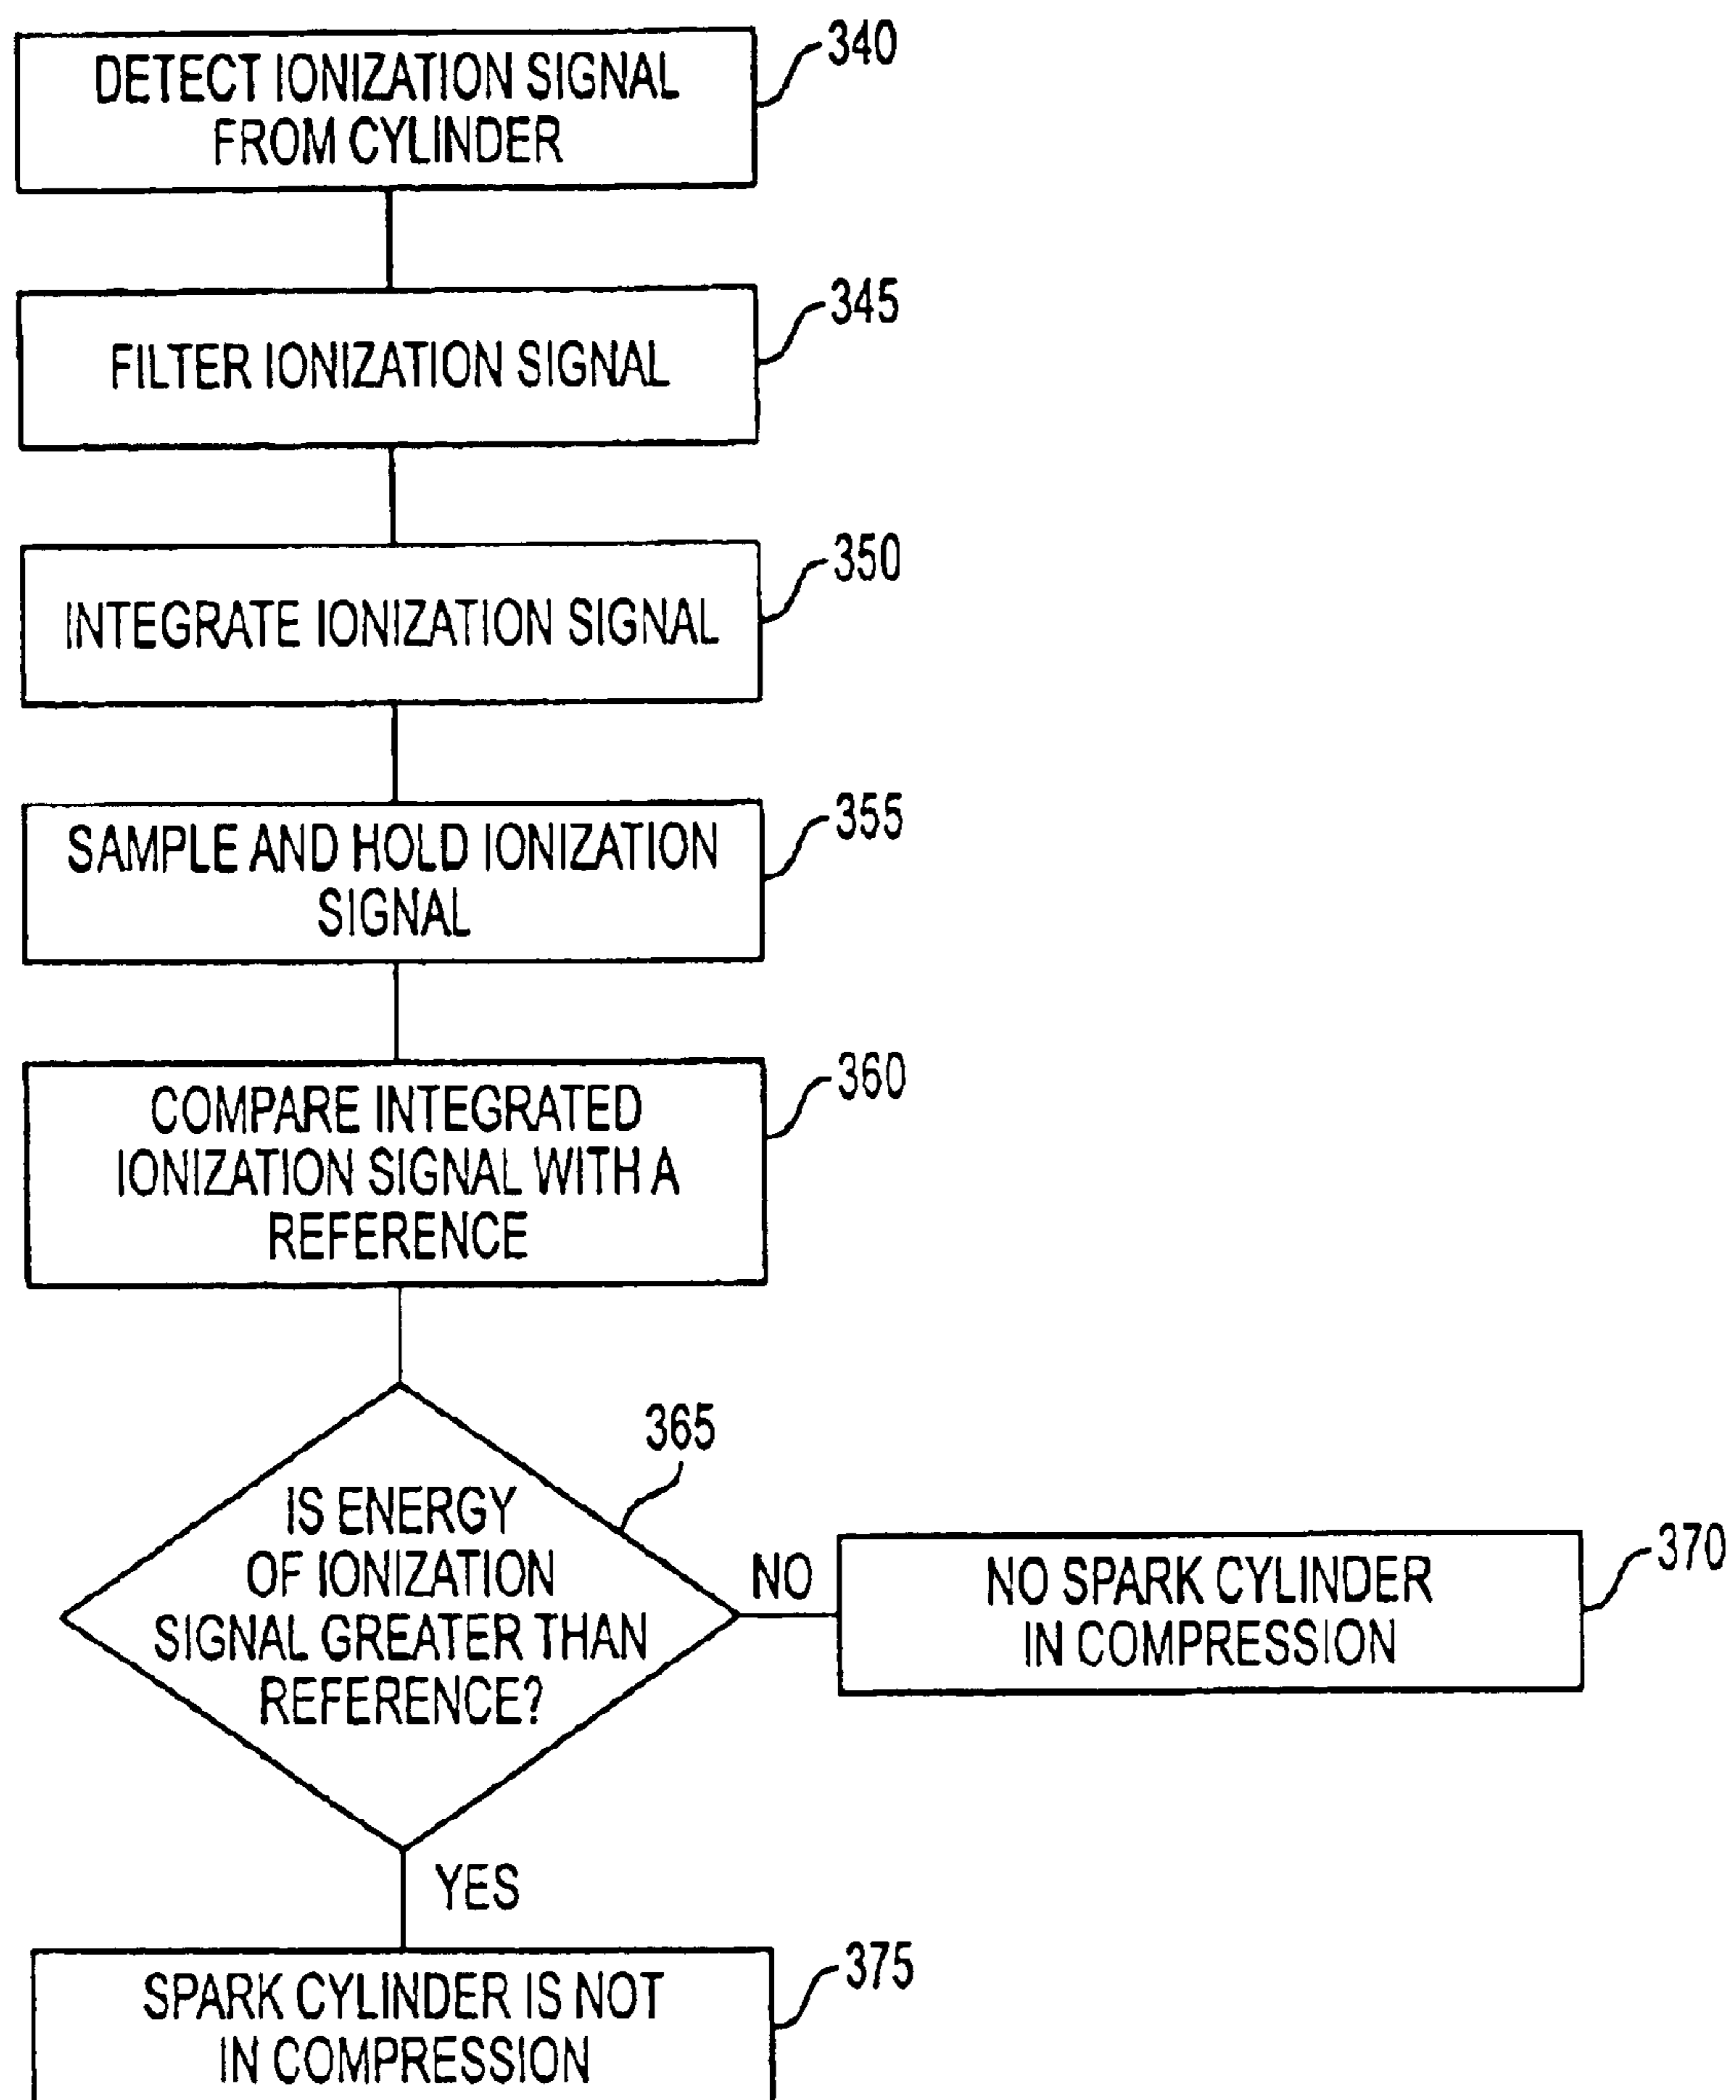 340
DETECT IONIZATION SIGNAL
FROM CYLINDER
345
FILTER IONIZATION SIGNAL
350
INTEGRATE IONIZATION SIGNAL
355
SAMPLE AND HOLD IONIZATION
SIGNAL
360
COMPARE INTEGRATED
IONIZATION SIGNAL WITH A
REFERENCE
365
IS ENERGY
OF IONIZATION
SIGNAL GREATER THAN
REFERENCE?
NO
370
NO SPARK CYLINDER
IN COMPRESSION
YES
375
SPARK CYLINDER IS NOT
IN COMPRESSION